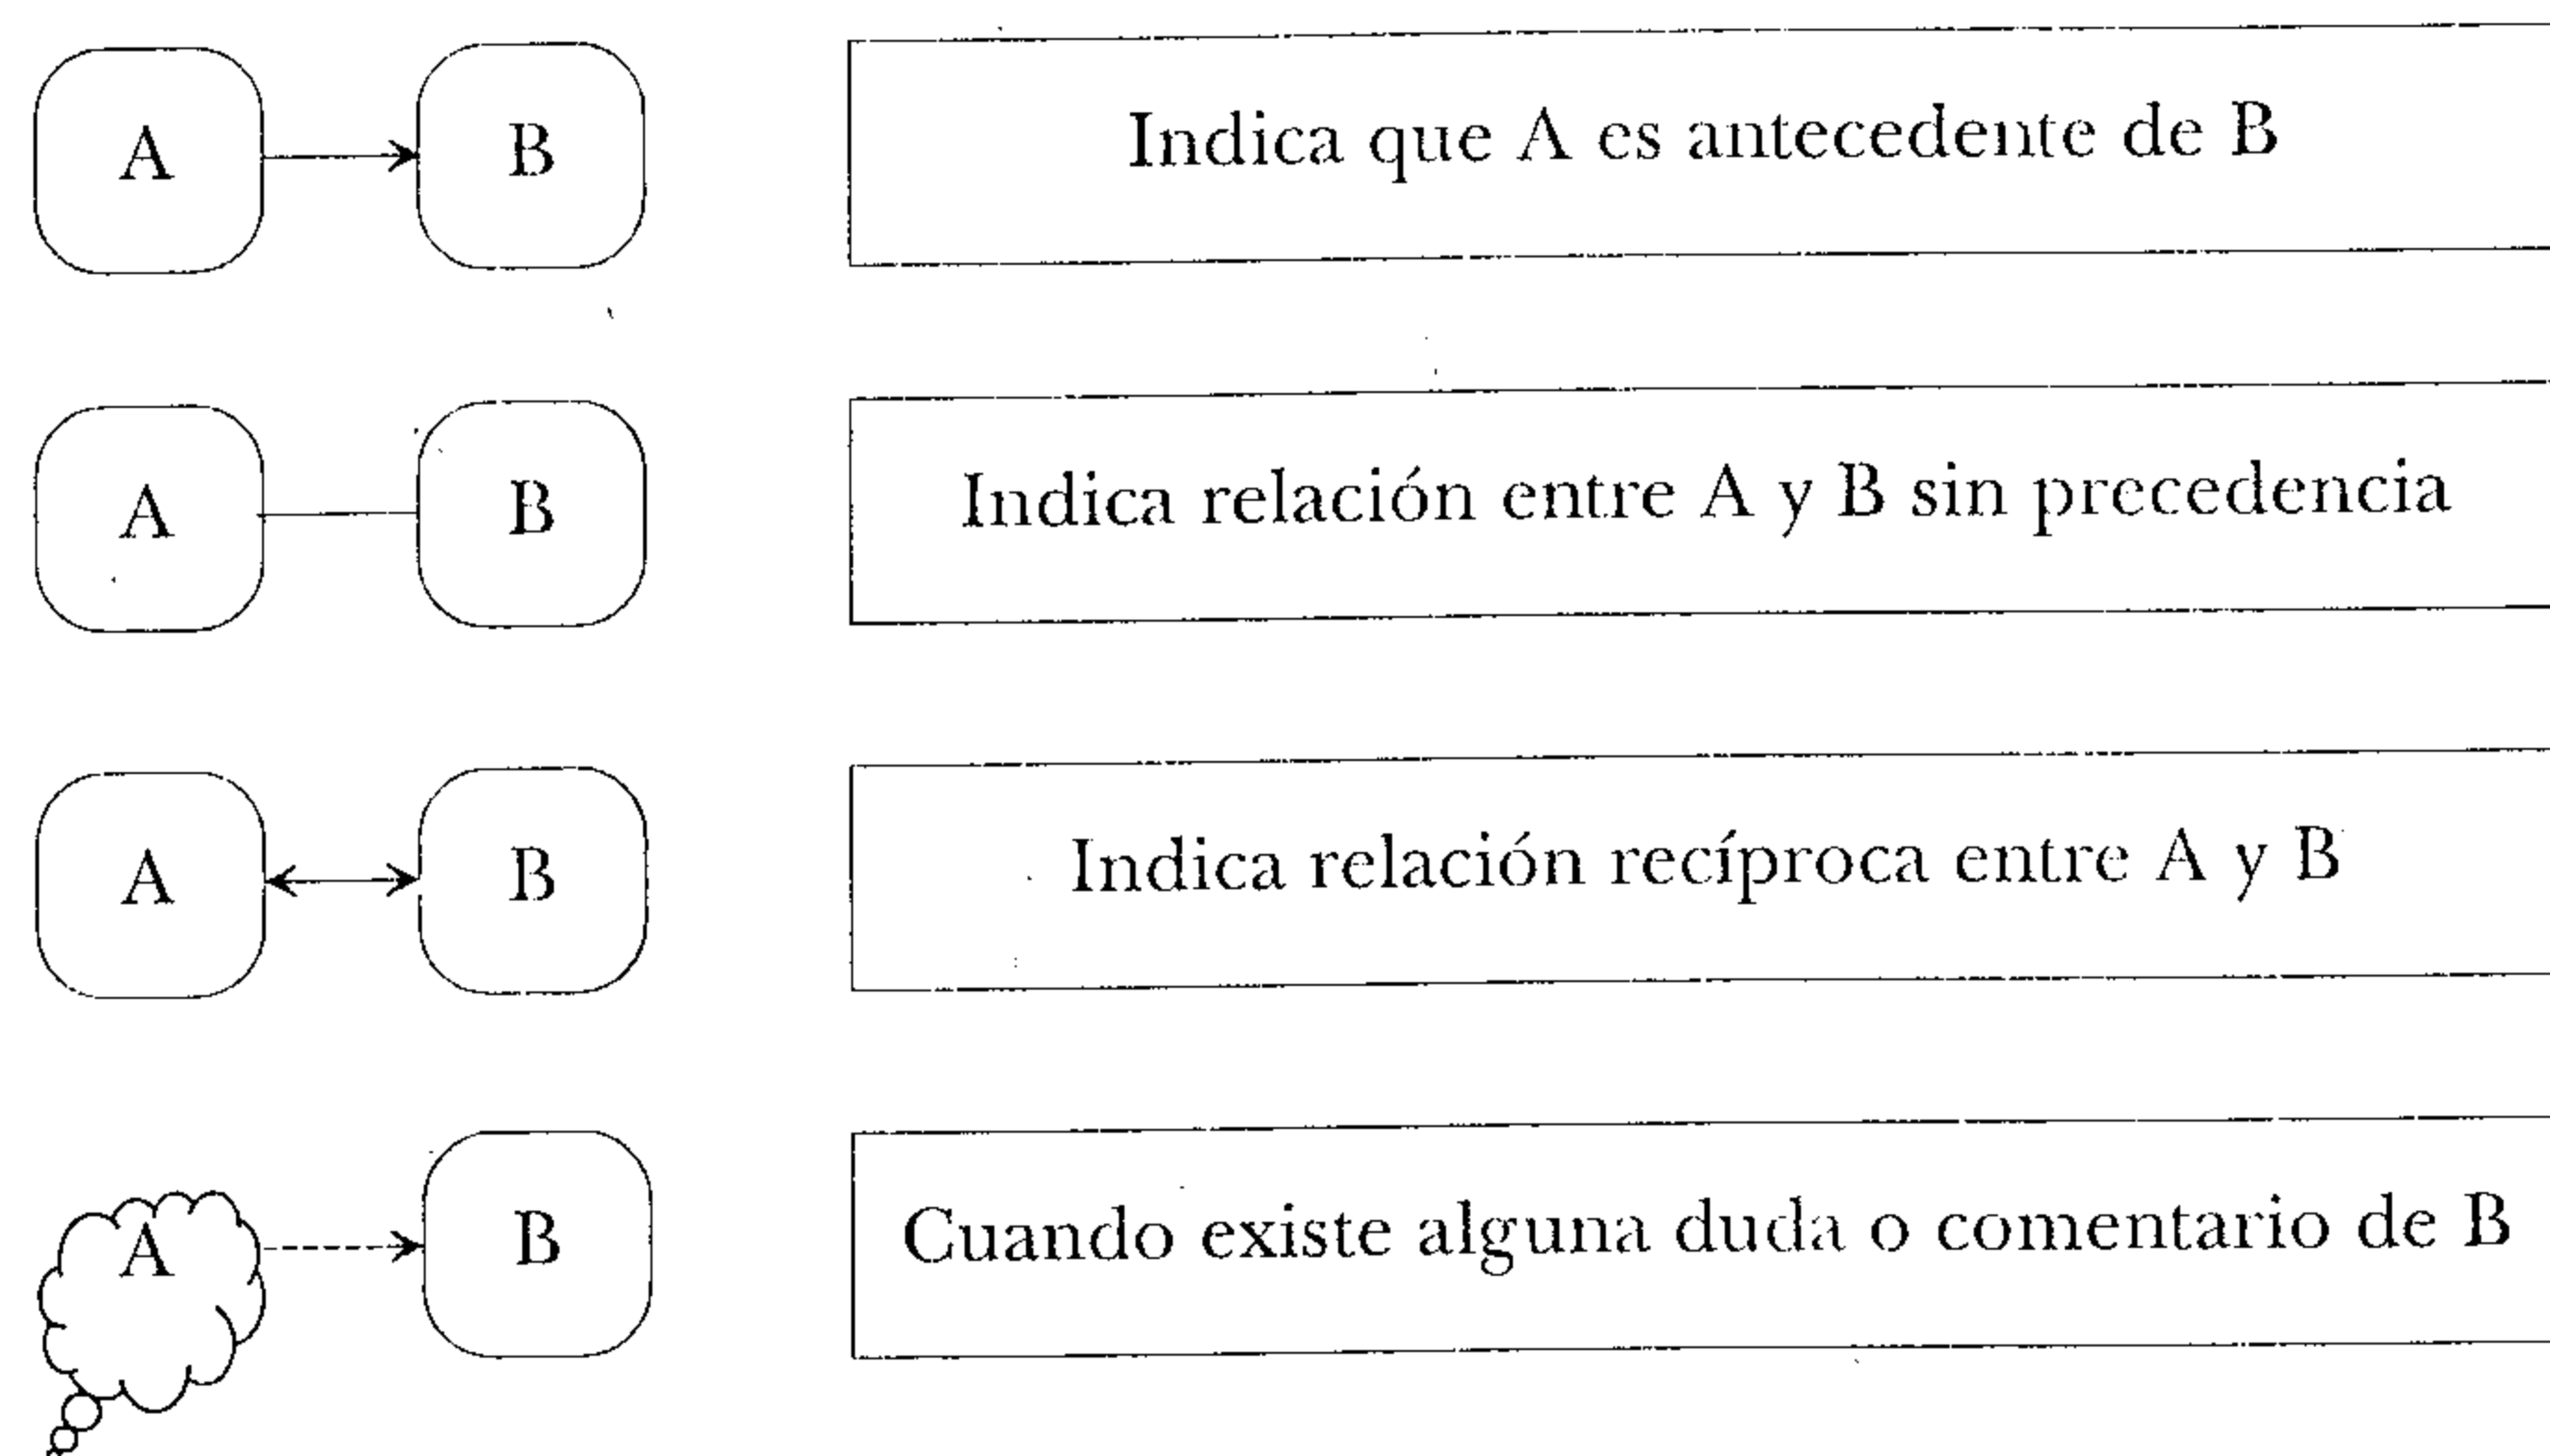 A B Indica que A es antecedente de B
A B Indica relación entre A y B sin precedencia
A B Indica relación recíproca entre A y B
A B Cuando existe alguna duda o comentario de B